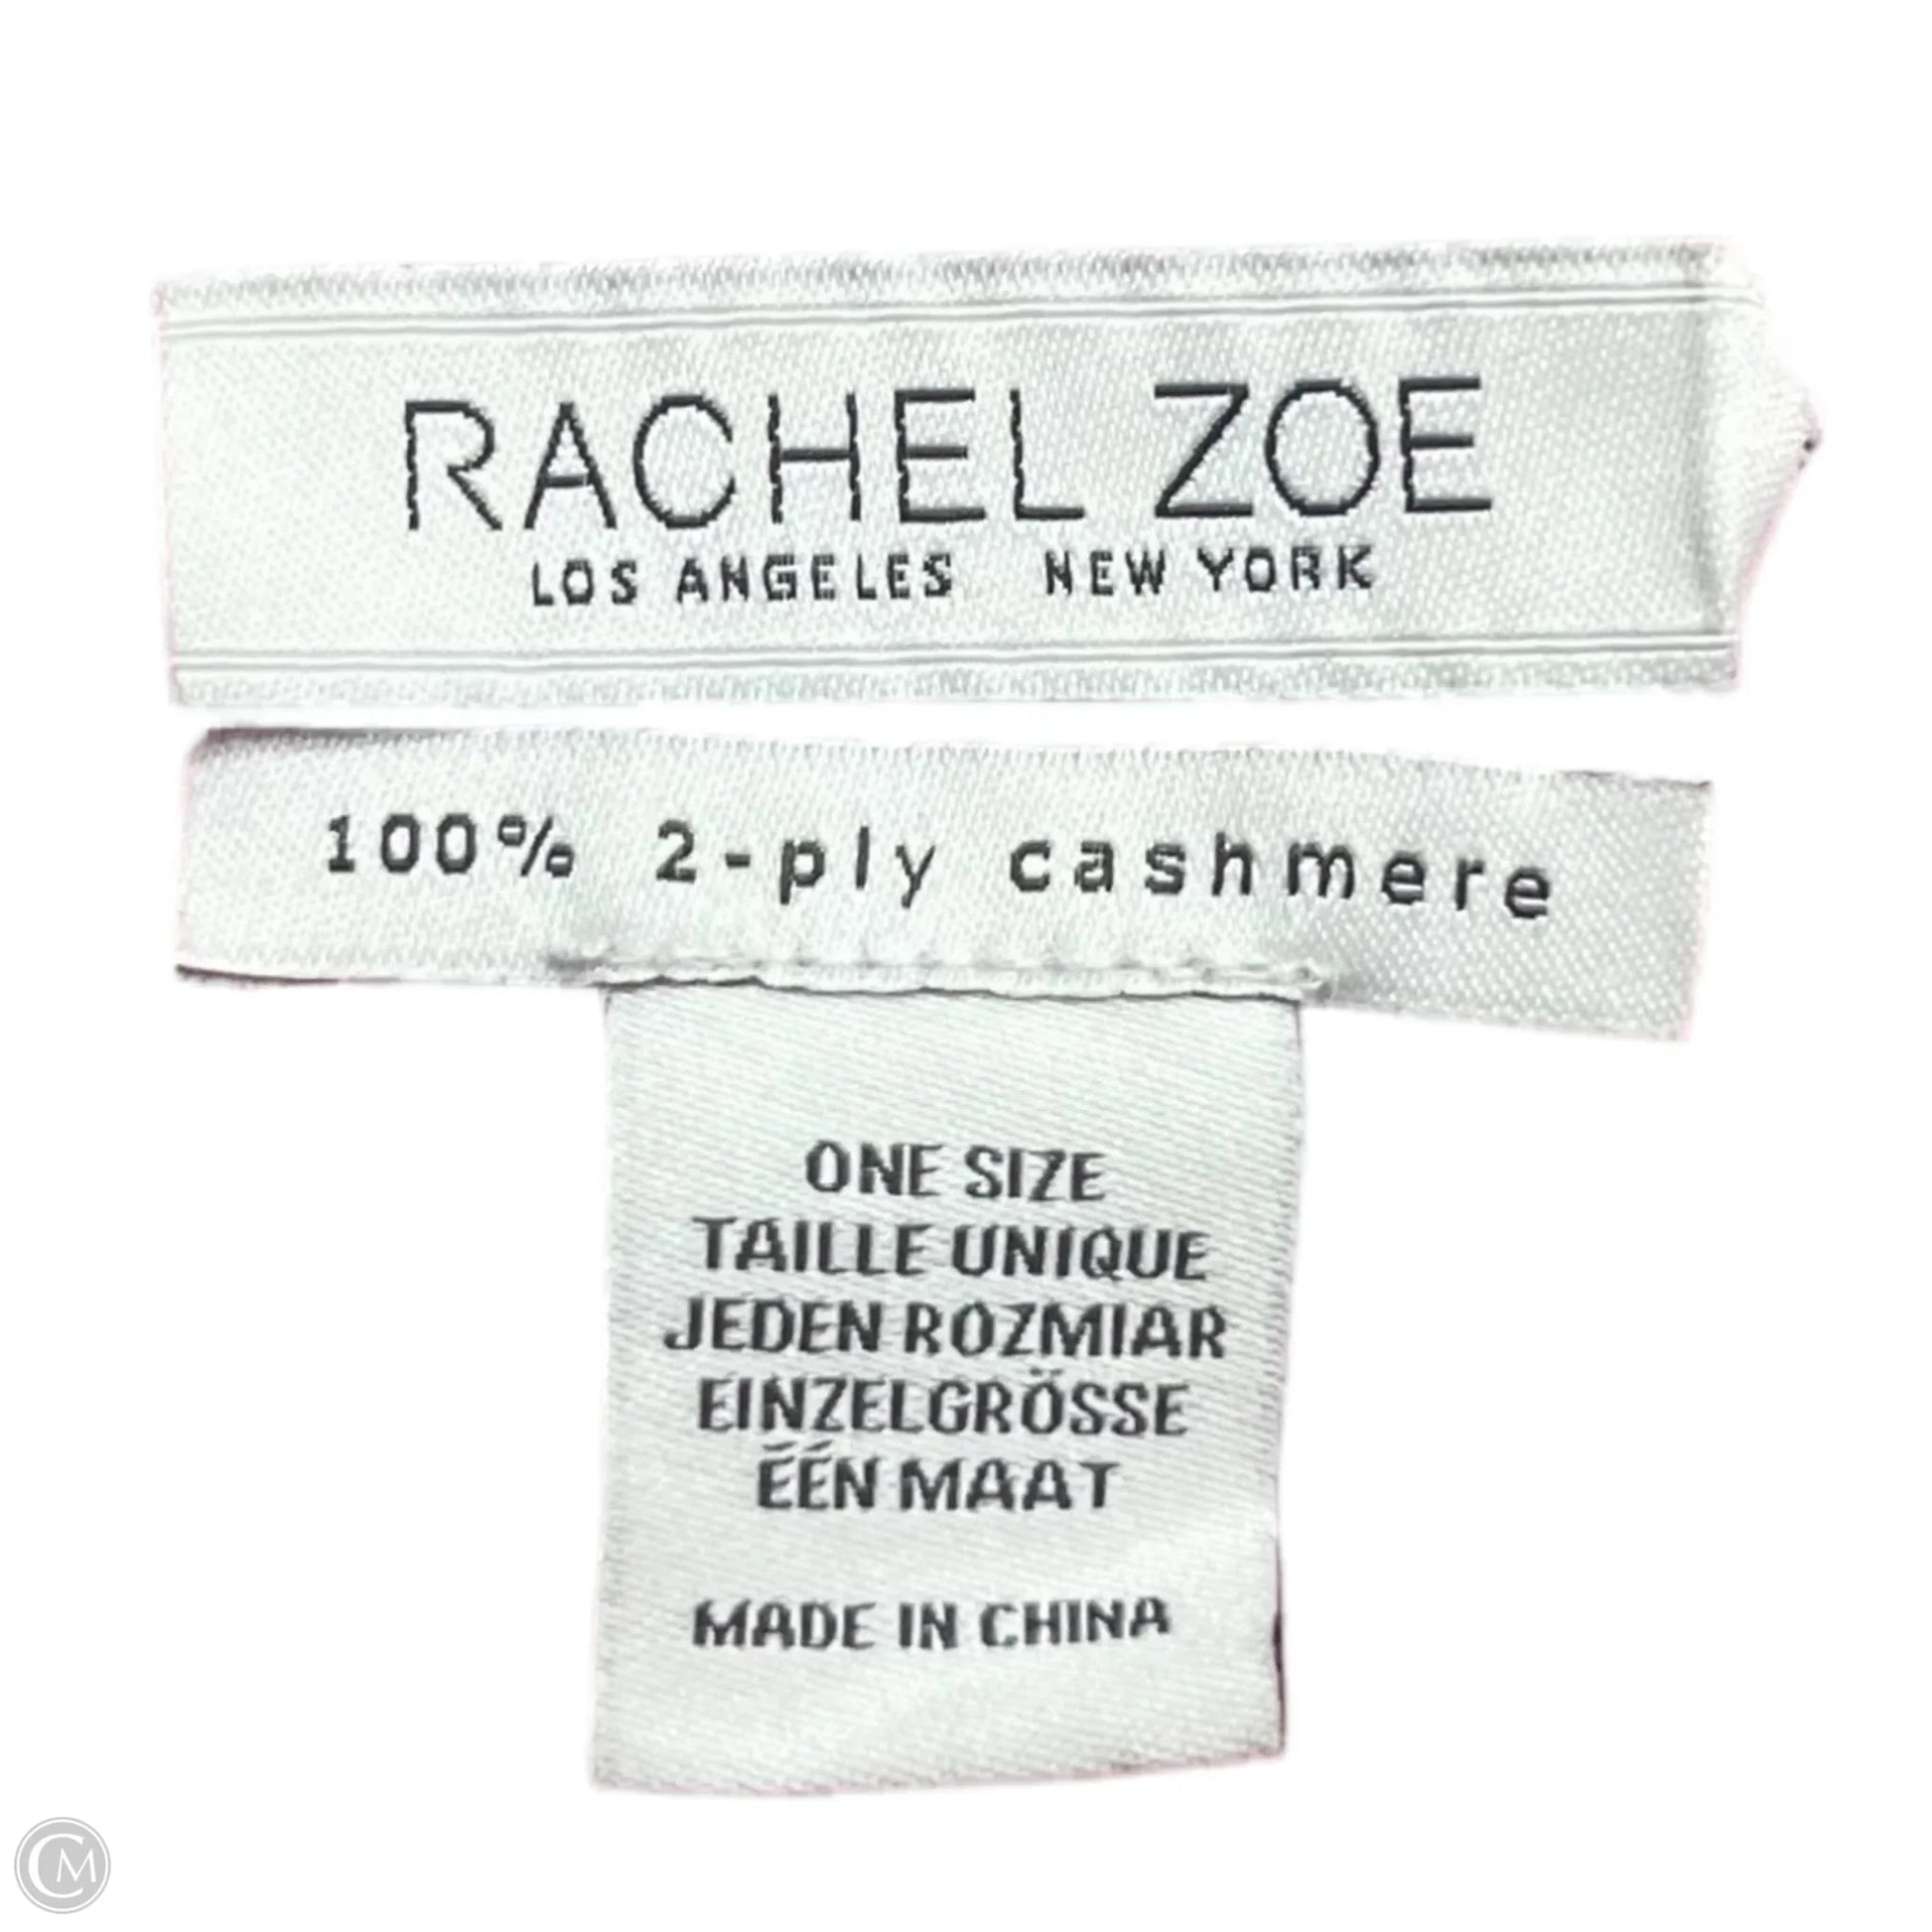 RACHEL ZOE
LOS ANGELES NEW YORK
100% 2-ply cashmere
ONE SIZE
TAILLE UNIQUE
JEDEN ROZMIAR
EINZELGRÖSSE
ÉÉN MAAT
MADE IN CHINA
CM